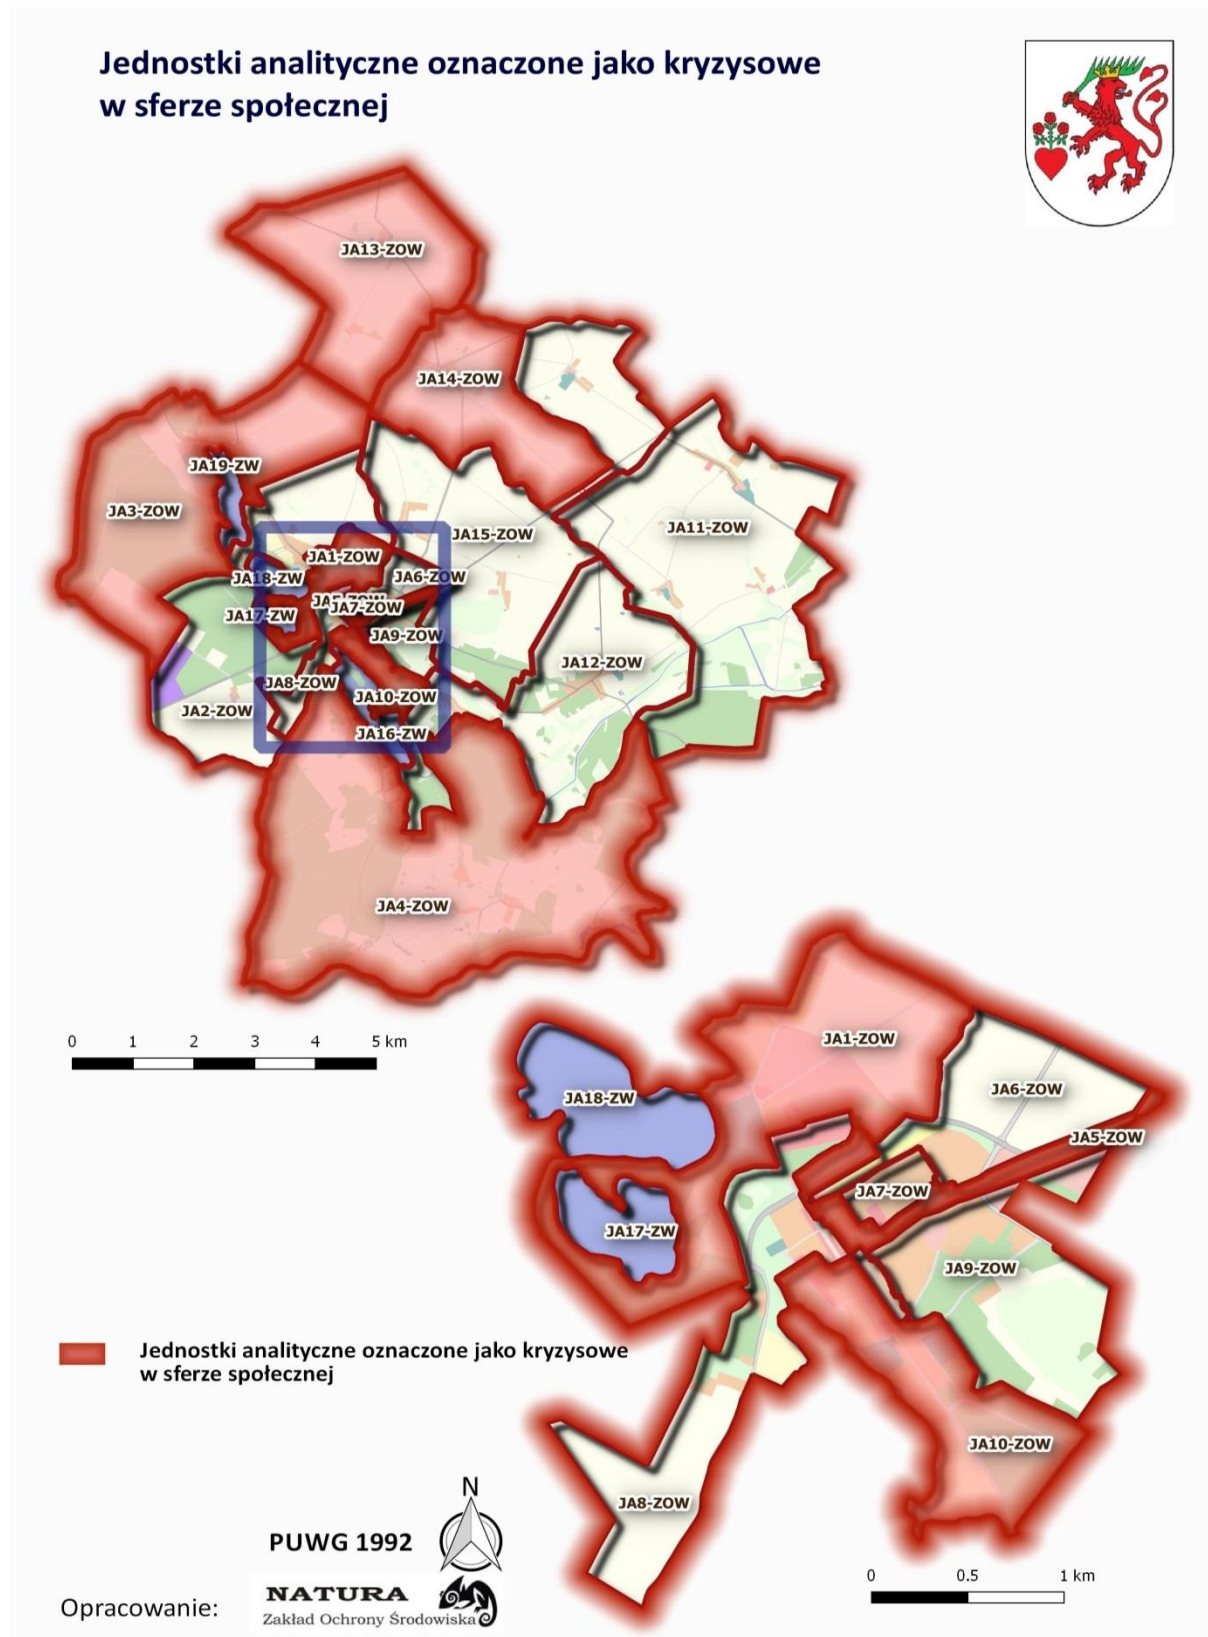 Jednostki analityczne oznaczone jako kryzysowe
w sferze społecznej
JA13-ZOW
JA14-ZOW
JA19-ZW
JA3-ZOW
JA11-ZOW
JA15-ZOW
JA1-ZOW
JA18-ZW
JA6-ZOW
JA7-ZOW
JA17-ZW
JA9-ZOW
JA12-ZOW
JA8-ZOW
JA10-ZOW
JA2-ZOW
JA16-ZW
JA4-ZOW
0 1 2 3 4 5 km
JA1-ZOW
JA18-ZW
JA6-ZOW
JA5-ZOW
JA7-ZOW
JA17-ZW
JA9-ZOW
Jednostki analityczne oznaczone jako kryzysowe
w sferze społecznej
JA10-ZOW
JA8-ZOW
N
PUWG 1992
0 0.5 1 km
Opracowanie:
NATURA
Zakład Ochrony Środowiska